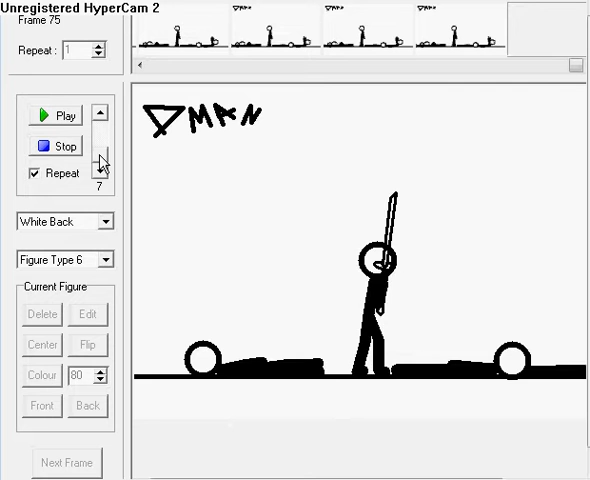 Unregistered HyperCam 2
Frame 75
Repeat : 1
Play
Stop
Repeat
7
White Back
Figure Type 6
Current Figure
Delete Edit
Center Flip
Colour 80
Front Back
Next Frame